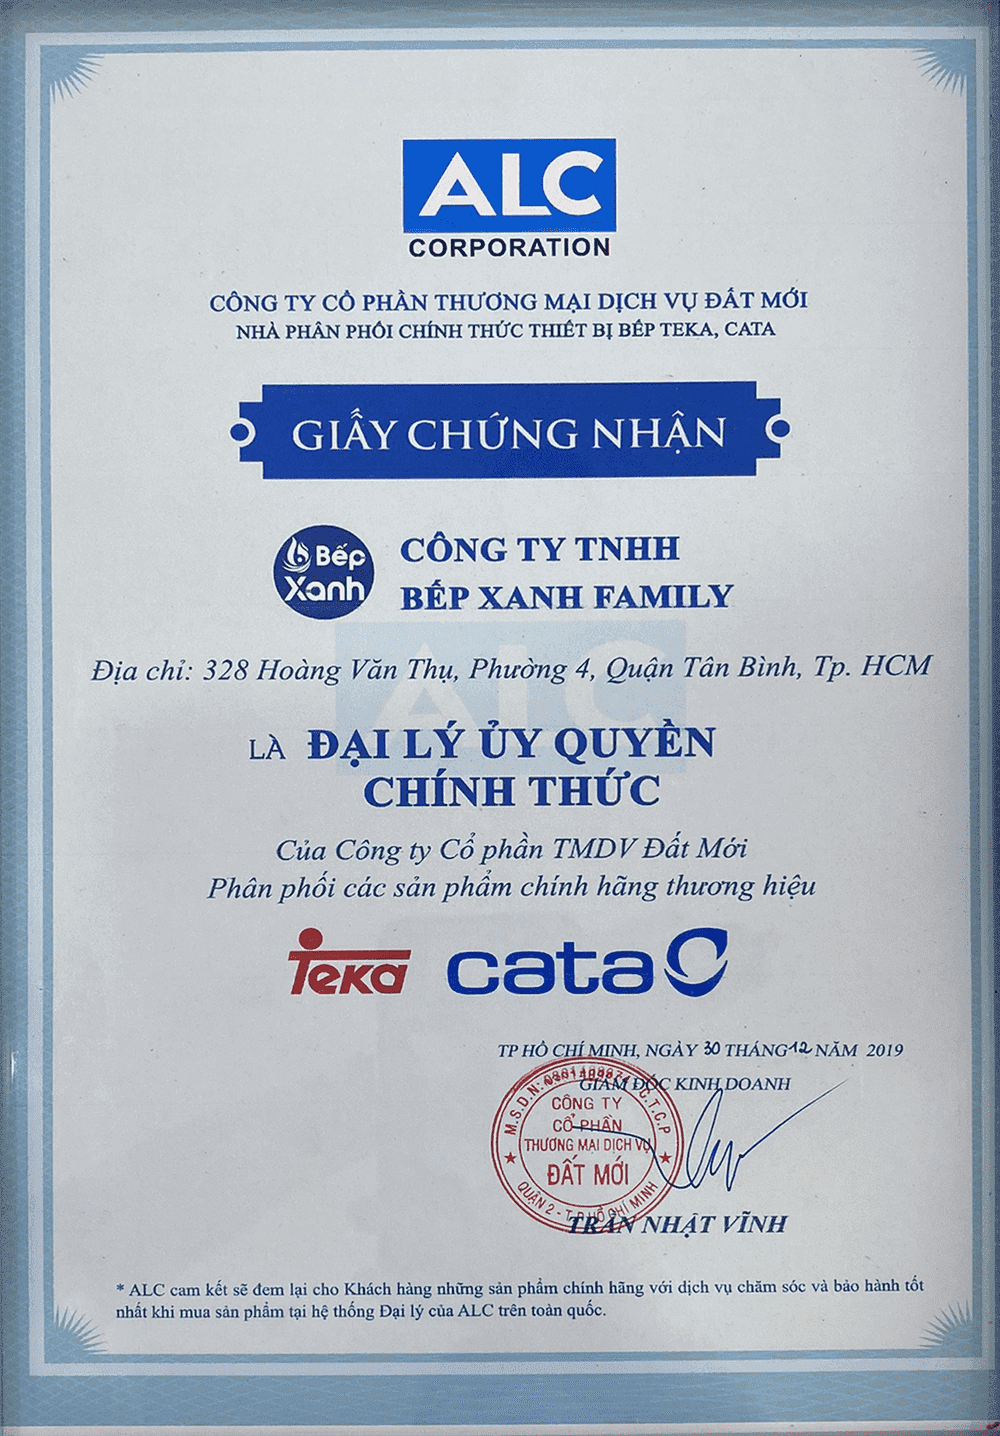 ALC
CORPORATION
CÔNG TY CỔ PHẦN THƯƠNG MẠI DỊCH VỤ ĐẤT MỚI
NHÀ PHÂN PHỐI CHÍNH THỨC THIẾT BỊ BẾP TEKA, CATA
GIẤY CHỨNG NHẬN
Bếp
Xanh
CÔNG TY TNHH
BẾP XANH FAMILY
Địa chỉ: 328 Hoàng Văn Thụ, Phường 4, Quận Tân Bình, Tp. HCM
ALC
LÀ ĐẠI LÝ ỦY QUYỀN
CHÍNH THỨC
Của Công ty Cổ phần TMDV Đất Mới
Phân phối các sản phẩm chính hãng thương hiệu
Teka
cata
TP HỒ CHÍ MINH, NGÀY 30 THÁNG 12 NĂM 2019
GIÁM ĐỐC KINH DOANH
M.S.D.N: C.T.C.P
CÔNG TY
CỔ PHẦN
THƯƠNG MẠI DỊCH VỤ
ĐẤT MỚI
QUẬN 2 - T.P HỒ CHÍ MINH
TRẦN NHẬT VĨNH
* ALC cam kết sẽ đem lại cho Khách hàng những sản phẩm chính hãng với dịch vụ chăm sóc và bảo hành tốt
nhất khi mua sản phẩm tại hệ thống Đại lý của ALC trên toàn quốc.